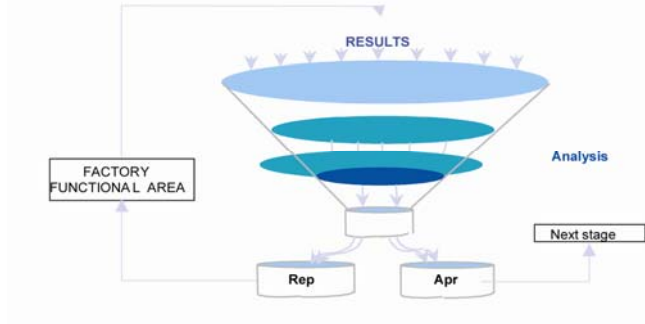 RESULTS
FACTORY
FUNCTIONAL AREA
Analysis
Next stage
Rep
Apr